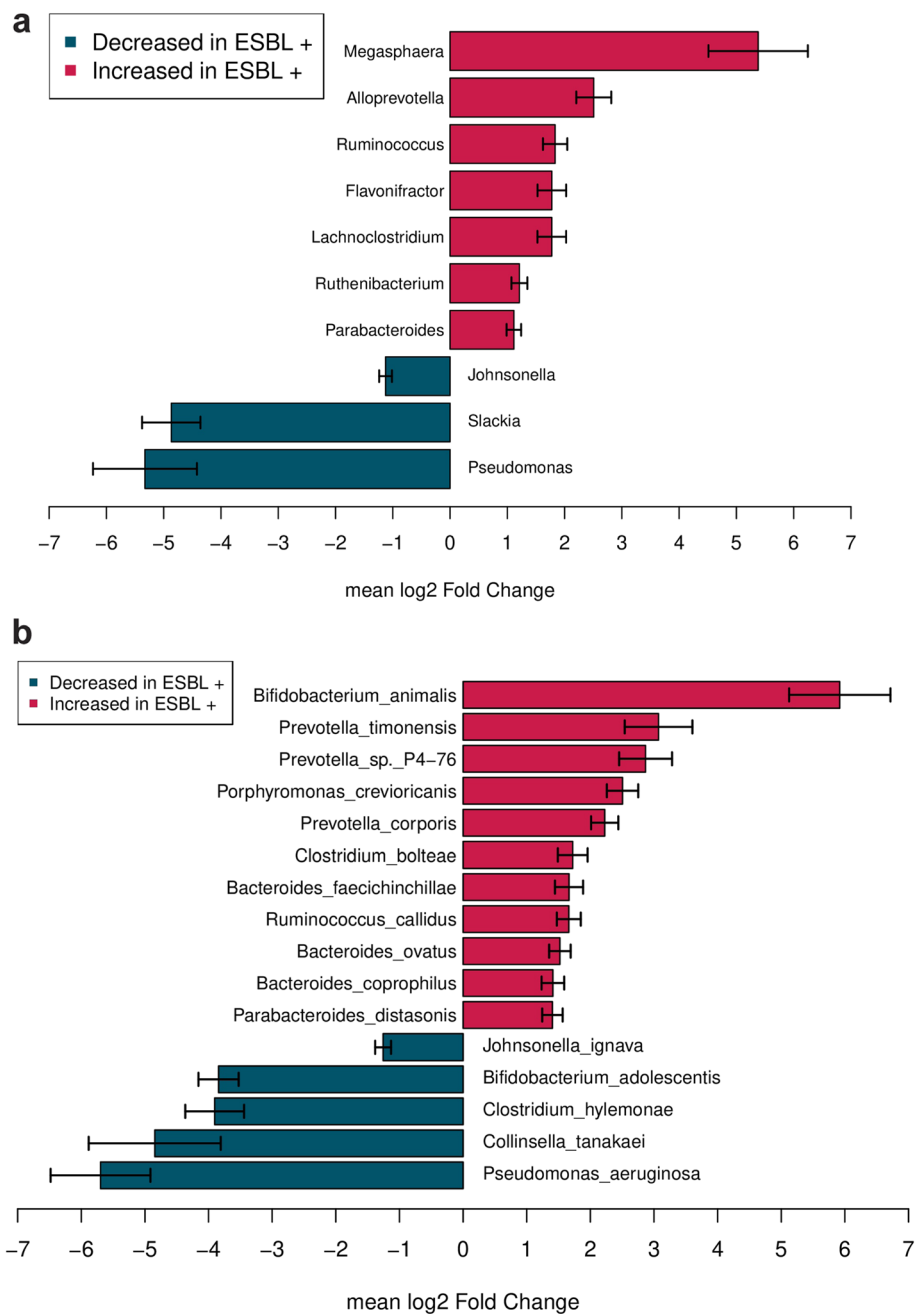 a
Decreased in ESBL +
Increased in ESBL +
Megasphaera
Alloprevotella
Ruminococcus
Flavonifractor
Lachnoclostridium
Ruthenibacterium
Parabacteroides
Johnsonella
Slackia
Pseudomonas
−7 −6 −5 −4 −3 −2 −1 0 1 2 3 4 5 6 7
mean log2 Fold Change
b
Decreased in ESBL +
Increased in ESBL +
Bifidobacterium_animalis
Prevotella_timonensis
Prevotella_sp._P4−76
Porphyromonas_crevioricanis
Prevotella_corporis
Clostridium_bolteae
Bacteroides_faecichinchillae
Ruminococcus_callidus
Bacteroides_ovatus
Bacteroides_coprophilus
Parabacteroides_distasonis
Johnsonella_ignava
Bifidobacterium_adolescentis
Clostridium_hylemonae
Collinsella_tanakaei
Pseudomonas_aeruginosa
−7 −6 −5 −4 −3 −2 −1 0 1 2 3 4 5 6 7
mean log2 Fold Change